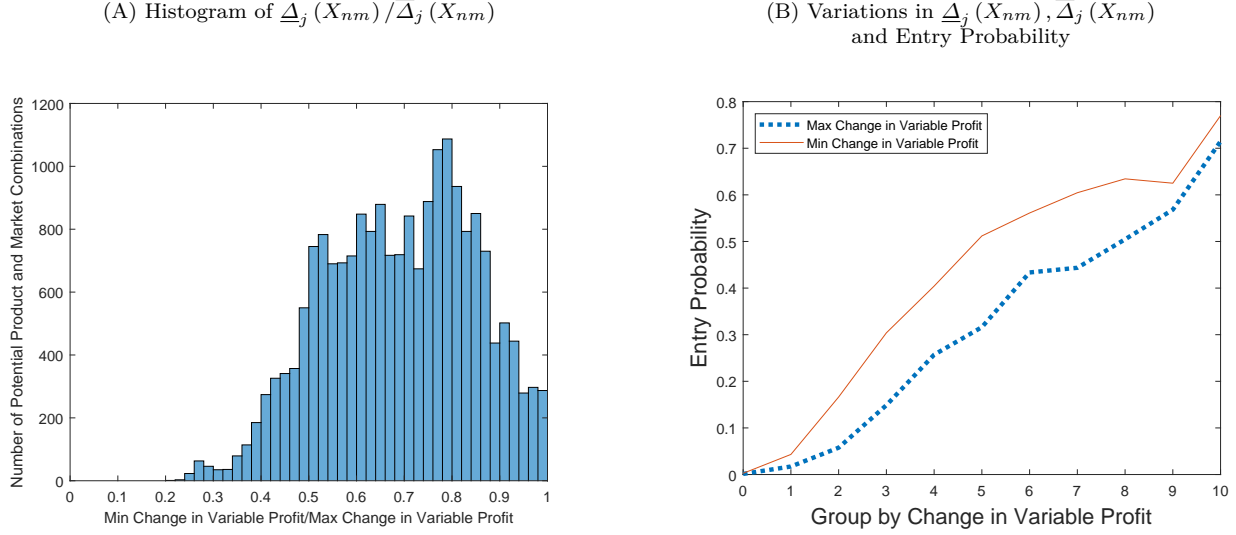 (A) Histogram of Δ̲_j (X_nm) / Δ̅_j (X_nm)
1200
1000
800
600
400
200
0
Number of Potential Product and Market Combinations
0 0.1 0.2 0.3 0.4 0.5 0.6 0.7 0.8 0.9 1
Min Change in Variable Profit/Max Change in Variable Profit
(B) Variations in Δ̲_j (X_nm) , Δ̅_j (X_nm)
and Entry Probability
Max Change in Variable Profit
Min Change in Variable Profit
0.8
0.7
0.6
0.5
0.4
0.3
0.2
0.1
0
Entry Probability
0 1 2 3 4 5 6 7 8 9 10
Group by Change in Variable Profit